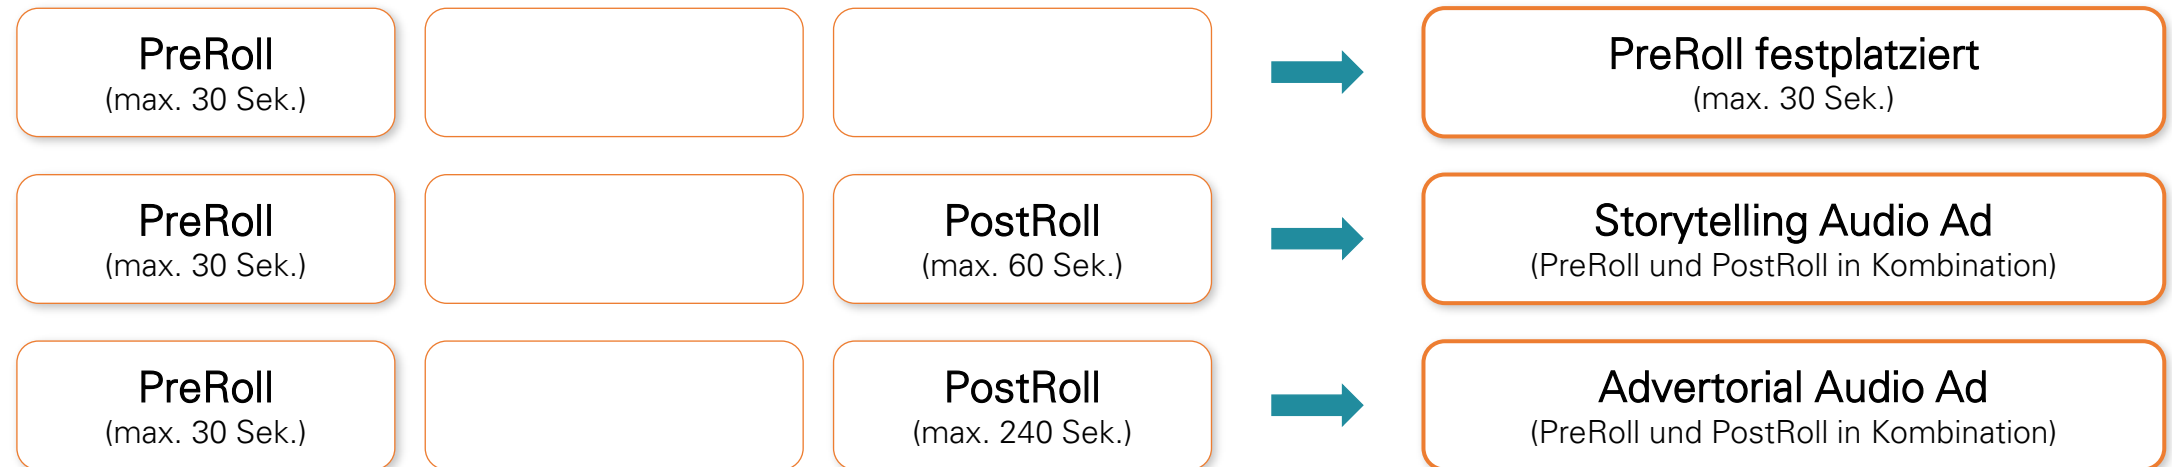 PreRoll
(max. 30 Sek.)
PreRoll festplatziert
(max. 30 Sek.)
PreRoll
(max. 30 Sek.)
PostRoll
(max. 60 Sek.)
Storytelling Audio Ad
(PreRoll und PostRoll in Kombination)
PreRoll
(max. 30 Sek.)
PostRoll
(max. 240 Sek.)
Advertorial Audio Ad
(PreRoll und PostRoll in Kombination)